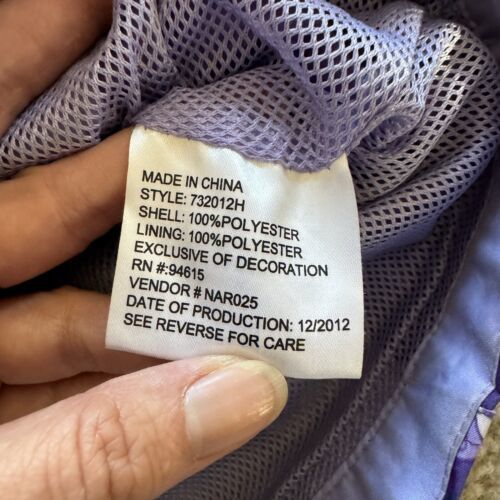 MADE IN CHINA
STYLE: 732012H
SHELL: 100%POLYESTER
LINING: 100%POLYESTER
EXCLUSIVE OF DECORATION
RN #:94615
VENDOR # NAR025
DATE OF PRODUCTION: 12/2012
SEE REVERSE FOR CARE